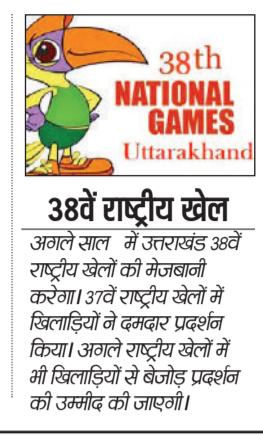 38th
NATIONAL
GAMES
Uttarakhand
38वें राष्ट्रीय खेल
अगले साल में उत्तराखंड 38वें
राष्ट्रीय खेलों की मेजबानी
करेगा। 37वें राष्ट्रीय खेलों में
खिलाड़ियों ने दमदार प्रदर्शन
किया। अगले राष्ट्रीय खेलों में
भी खिलाड़ियों से बेजोड़ प्रदर्शन
की उम्मीद की जाएगी।